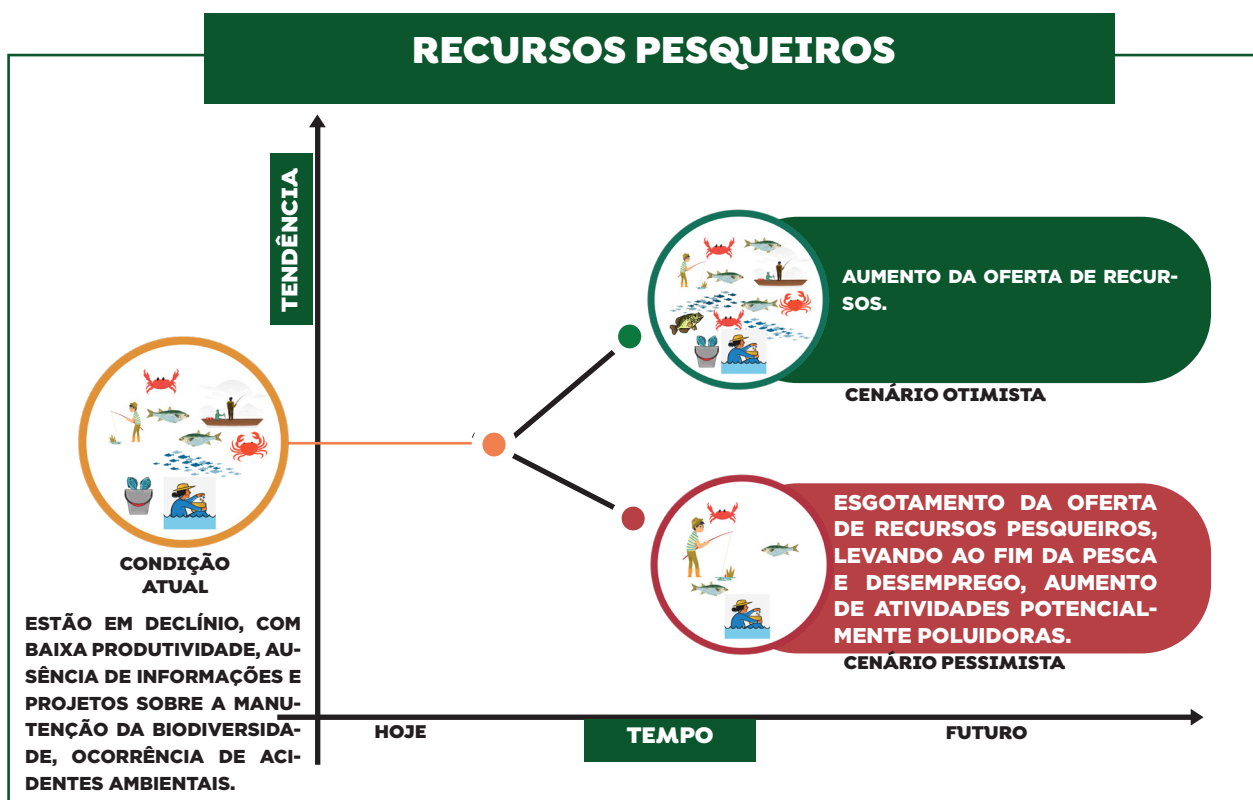 RECURSOS PESQUEIROS
TENDÊNCIA
AUMENTO DA OFERTA DE RECUR-
SOS.
CENÁRIO OTIMISTA
CONDIÇÃO
ATUAL
ESTÃO EM DECLÍNIO, COM
BAIXA PRODUTIVIDADE, AU-
SÊNCIA DE INFORMAÇÕES E
PROJETOS SOBRE A MANU-
TENÇÃO DA BIODIVERSIDA-
DE, OCORRÊNCIA DE ACI-
DENTES AMBIENTAIS.
ESGOTAMENTO DA OFERTA
DE RECURSOS PESQUEIROS,
LEVANDO AO FIM DA PESCA
E DESEMPREGO, AUMENTO
DE ATIVIDADES POTENCIAL-
MENTE POLUIDORAS.
CENÁRIO PESSIMISTA
HOJE
TEMPO
FUTURO